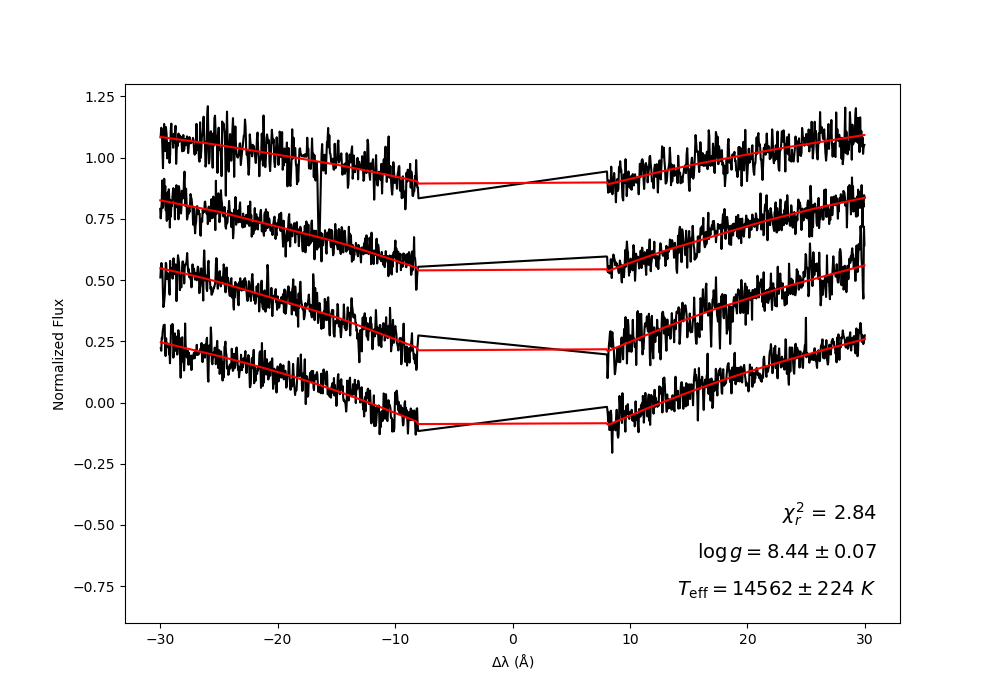 1.25
1.00
0.75
0.50
0.25
0.00
−0.25
−0.50
−0.75
Normalized Flux
χ²ᵣ = 2.84
log g = 8.44 ± 0.07
T_eff = 14562 ± 224 K
−30 −20 −10 0 10 20 30
Δλ (Å)